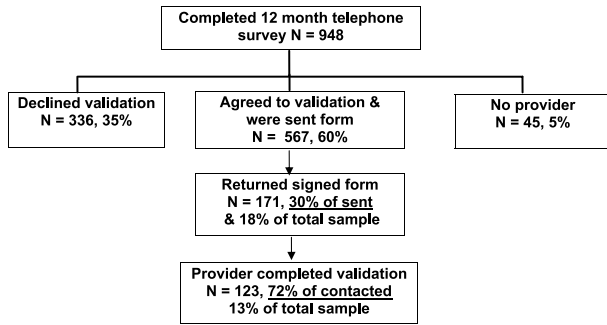 Completed 12 month telephone
survey N = 948
Declined validation
N = 336, 35%
Agreed to validation &
were sent form
N = 567, 60%
No provider
N = 45, 5%
Returned signed form
N = 171, 30% of sent
& 18% of total sample
Provider completed validation
N = 123, 72% of contacted
13% of total sample